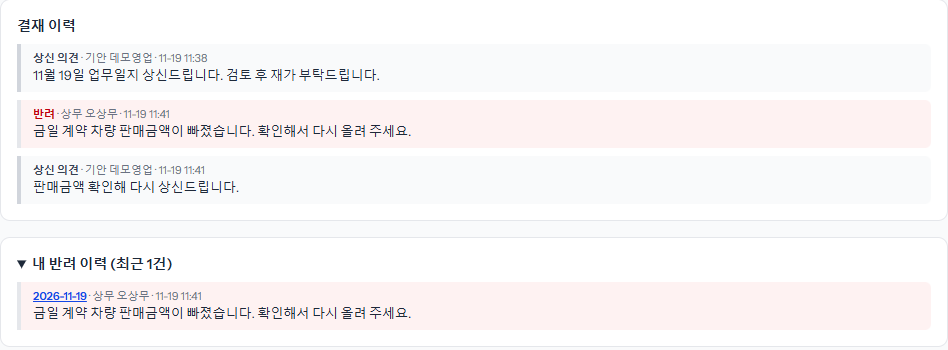 결재 이력
상신 의견 · 기안 데모영업 · 11-19 11:38
11월 19일 업무일지 상신드립니다. 검토 후 재가 부탁드립니다.
반려 · 상무 오상무 · 11-19 11:41
금일 계약 차량 판매금액이 빠졌습니다. 확인해서 다시 올려 주세요.
상신 의견 · 기안 데모영업 · 11-19 11:41
판매금액 확인해 다시 상신드립니다.
▼ 내 반려 이력 (최근 1건)
2026-11-19 · 상무 오상무 · 11-19 11:41
금일 계약 차량 판매금액이 빠졌습니다. 확인해서 다시 올려 주세요.